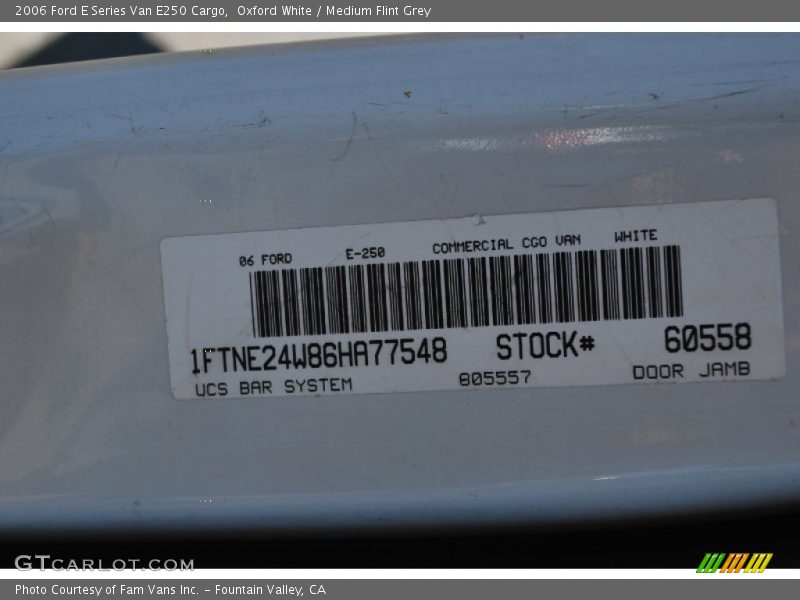 2006 Ford E Series Van E250 Cargo, Oxford White / Medium Flint Grey
06 FORD E-250 COMMERCIAL CGO VAN WHITE
1FTNE24W86HA77548 STOCK# 60558
UCS BAR SYSTEM 805557 DOOR JAMB
GTCARLOT.COM
Photo Courtesy of Fam Vans Inc. - Fountain Valley, CA